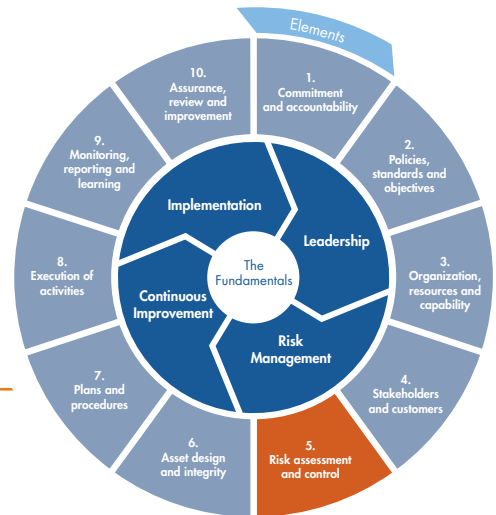 Elements
1.
Commitment
and accountability
2.
Policies,
standards and
objectives
3.
Organization,
resources and
capability
4.
Stakeholders
and customers
5.
Risk assessment
and control
6.
Asset design
and integrity
7.
Plans and
procedures
8.
Execution of
activities
9.
Monitoring,
reporting and
learning
10.
Assurance,
review and
improvement
Implementation
Leadership
The
Fundamentals
Continuous
Improvement
Risk
Management